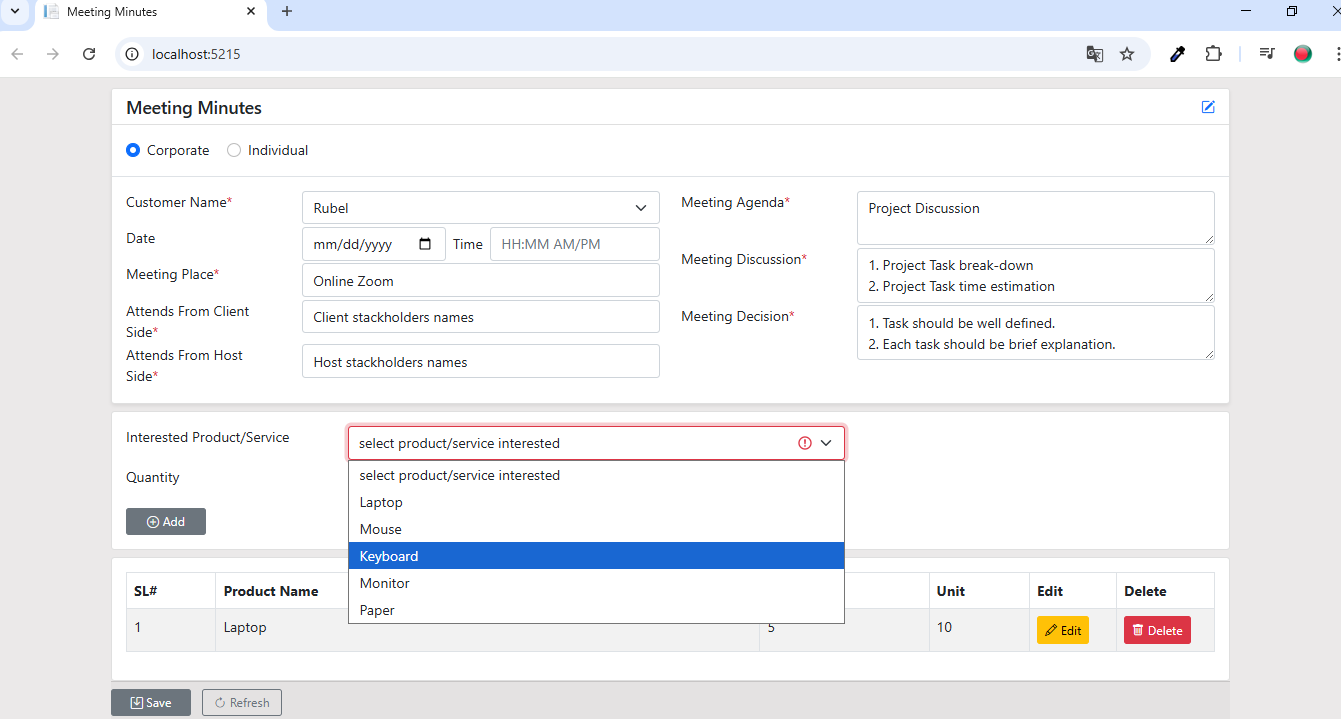 Meeting Minutes
localhost:5215
Meeting Minutes
Corporate Individual
Customer Name*
Rubel
Date
mm/dd/yyyy
Time
HH:MM AM/PM
Meeting Place*
Online Zoom
Attends From Client
Side*
Client stackholders names
Attends From Host
Side*
Host stackholders names
Meeting Agenda*
Project Discussion
Meeting Discussion*
1. Project Task break-down
2. Project Task time estimation
Meeting Decision*
1. Task should be well defined.
2. Each task should be brief explanation.
Interested Product/Service
select product/service interested
select product/service interested
Laptop
Mouse
Keyboard
Monitor
Paper
Quantity
Add
SL# Product Name Unit Edit Delete
1 Laptop 5 10 Edit Delete
Save Refresh